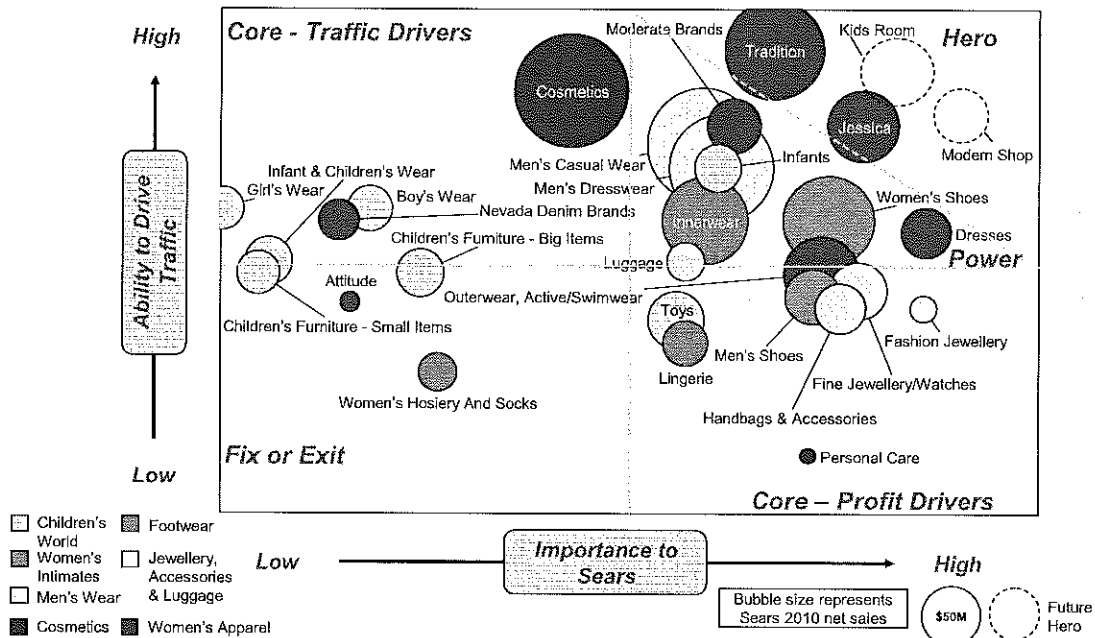 High
Core - Traffic Drivers
Moderate Brands
Tradition
Kids Room
Hero
Cosmetics
Jessica
Modern Shop
Infant & Children's Wear
Girl's Wear
Men's Casual Wear
Infants
Men's Dresswear
Boy's Wear
Nevada Denim Brands
Innerwear
Women's Shoes
Children's Furniture - Big Items
Dresses
Luggage
Power
Ability to Drive
Traffic
Attitude
Outerwear, Active/Swimwear
Children's Furniture - Small Items
Toys
Men's Shoes
Fashion Jewellery
Lingerie
Fine Jewellery/Watches
Women's Hosiery And Socks
Handbags & Accessories
Fix or Exit
Personal Care
Low
Core – Profit Drivers
Children's
World
Footwear
Women's
Intimates
Jewellery,
Accessories
& Luggage
Men's Wear
Cosmetics
Women's Apparel
Low
Importance to
Sears
High
Bubble size represents
Sears 2010 net sales
$50M
Future
Hero